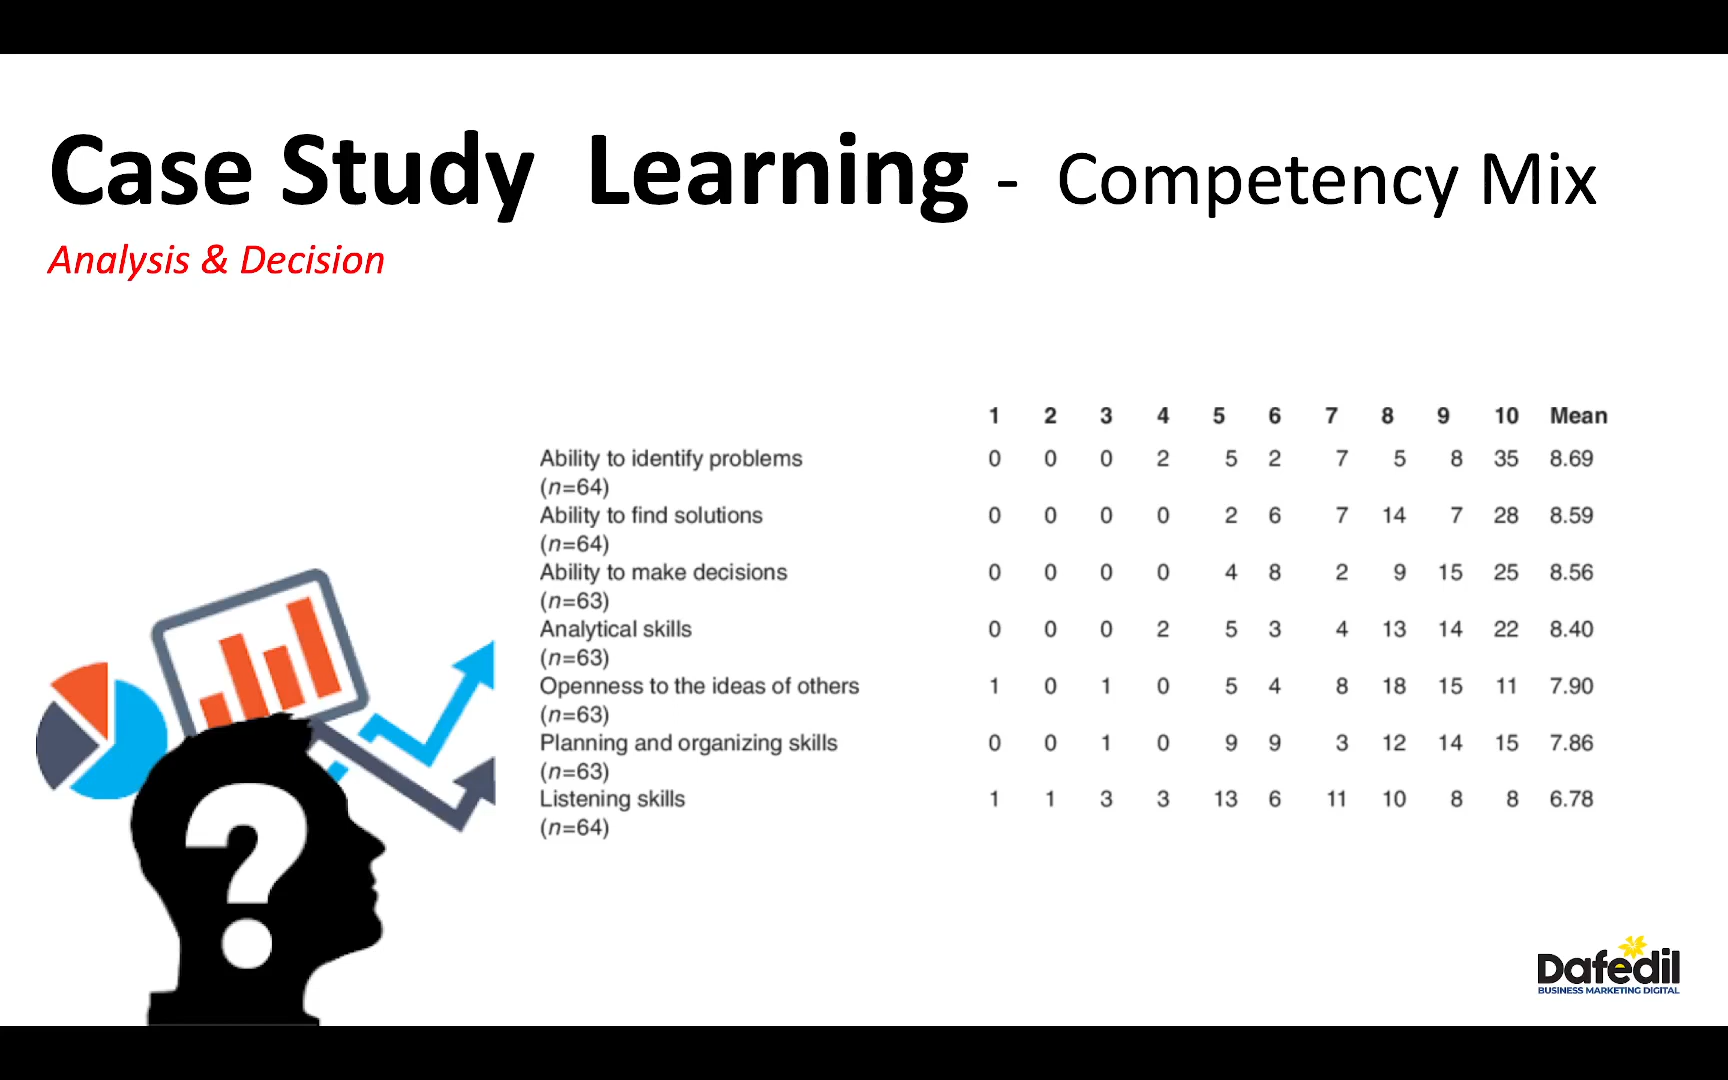 Case Study Learning - Competency Mix
Analysis & Decision
1 2 3 4 5 6 7 8 9 10 Mean
Ability to identify problems 0 0 0 2 5 2 7 5 8 35 8.69
(n=64)
Ability to find solutions 0 0 0 0 2 6 7 14 7 28 8.59
(n=64)
Ability to make decisions 0 0 0 0 4 8 2 9 15 25 8.56
(n=63)
Analytical skills 0 0 0 2 5 3 4 13 14 22 8.40
(n=63)
Openness to the ideas of others 1 0 1 0 5 4 8 18 15 11 7.90
(n=63)
Planning and organizing skills 0 0 1 0 9 9 3 12 14 15 7.86
(n=63)
Listening skills 1 1 3 3 13 6 11 10 8 8 6.78
(n=64)
?
Dafedil
BUSINESS MARKETING DIGITAL